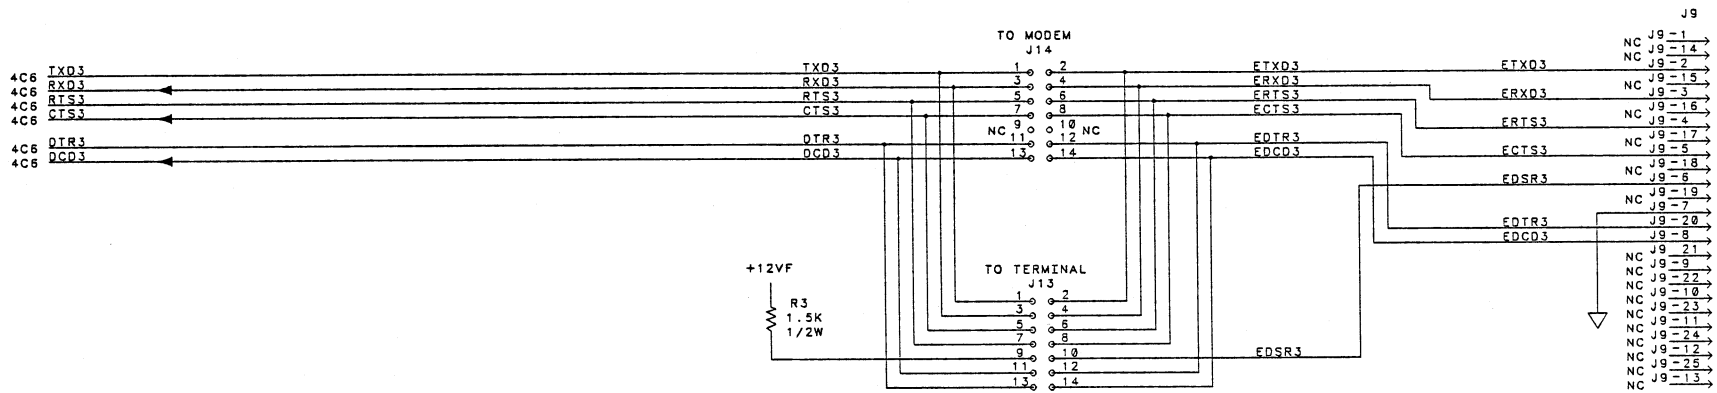 J9
TO MODEM
J14
4C6 TXD3 TXD3 1 2 ETXD3 ETXD3
4C6 RXD3 RXD3 3 4 ERXD3 ERXD3
4C6 RTS3 RTS3 5 6 ERTS3 ERTS3
4C6 CTS3 CTS3 7 8 ECTS3 ECTS3
NC 9 10 NC
4C6 DTR3 DTR3 11 12 EDTR3
4C6 DCD3 DCD3 13 14 EDCD3
EDSR3
EDTR3
EDCD3
NC J9-1
NC J9-14
J9-2
NC J9-15
J9-3
NC J9-16
J9-4
NC J9-17
J9-5
NC J9-18
J9-6
NC J9-19
J9-7
J9-20
J9-8
NC J9 21
NC J9-9
NC J9-22
NC J9-10
NC J9-23
NC J9-11
NC J9-24
NC J9-12
NC J9-25
NC J9-13
+12VF
R3
1.5K
1/2W
TO TERMINAL
J13
1 2
3 4
5 6
7 8
9 10 EDSR3
11 12
13 14